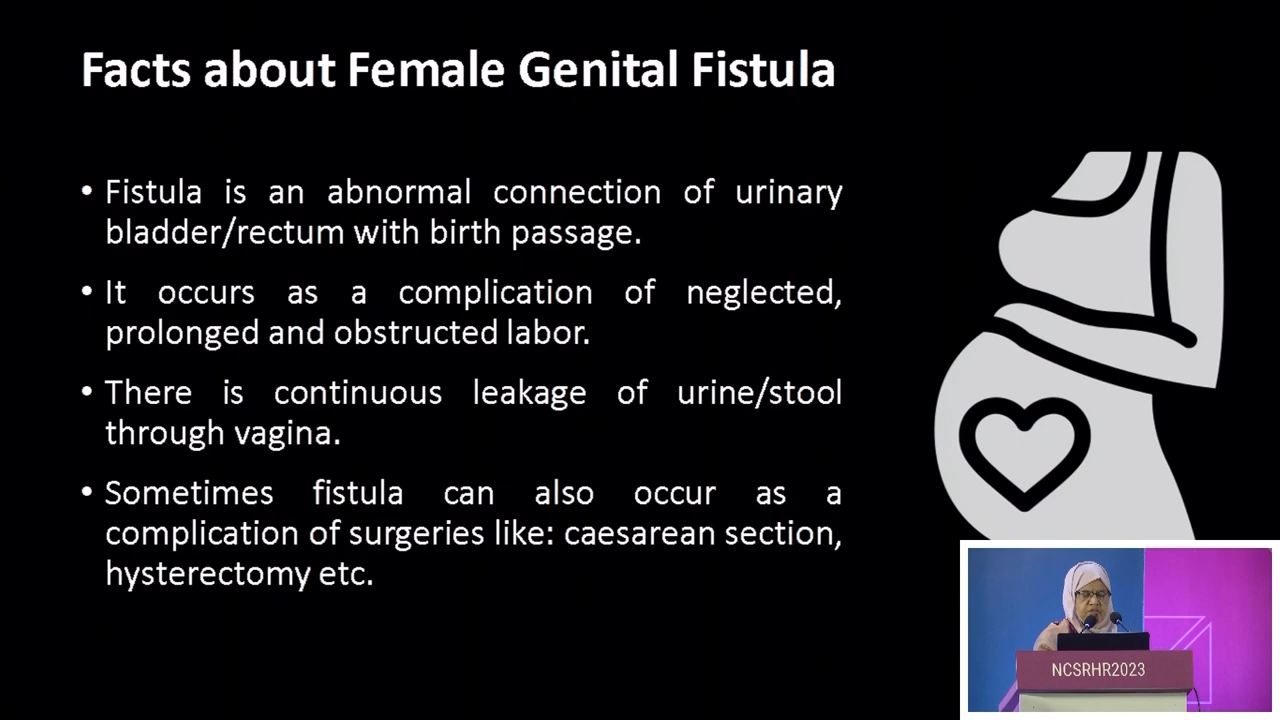 Facts about Female Genital Fistula
• Fistula is an abnormal connection of urinary
bladder/rectum with birth passage.
• It occurs as a complication of neglected,
prolonged and obstructed labor.
• There is continuous leakage of urine/stool
through vagina.
• Sometimes fistula can also occur as a
complication of surgeries like: caesarean section,
hysterectomy etc.
NCSRHR2023